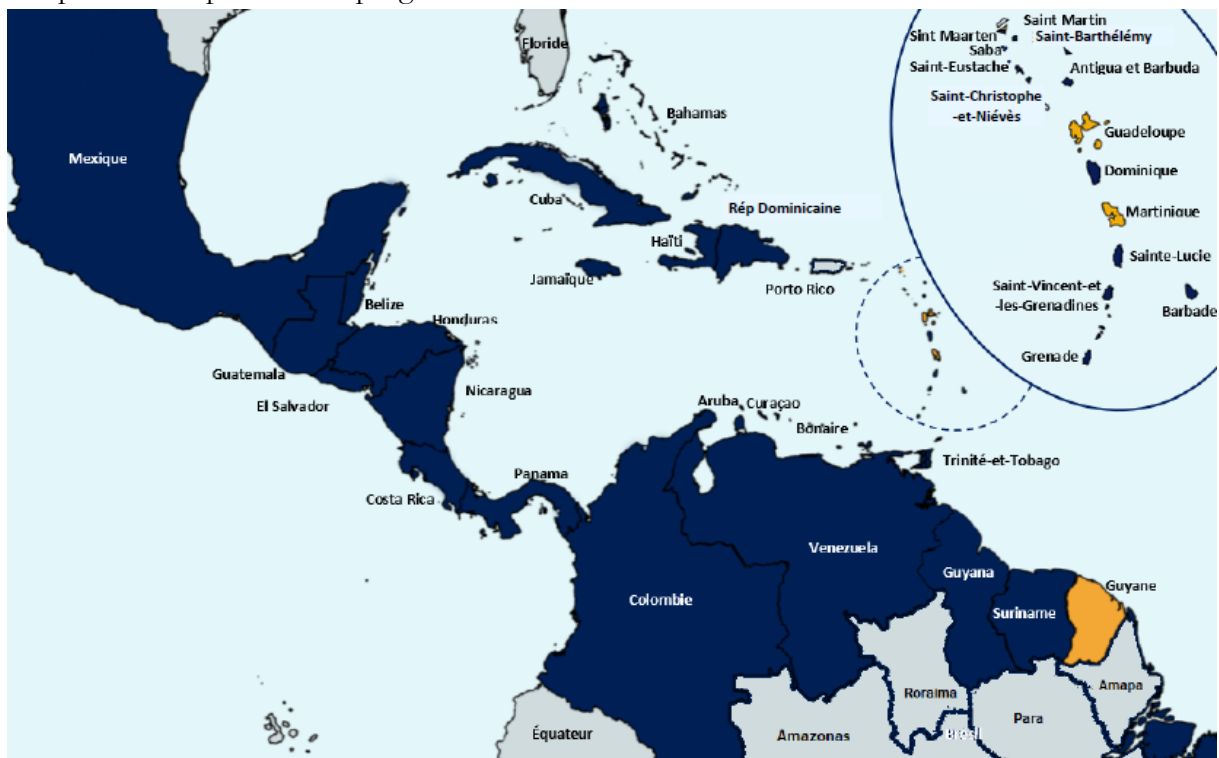 Floride
Bahamas
Mexique
Cuba
Rép Dominicaine
Haïti
Jamaïque
Porto Rico
Belize
Honduras
Guatemala
El Salvador
Nicaragua
Costa Rica
Panama
Aruba
Curaçao
Bonaire
Trinité-et-Tobago
Venezuela
Colombie
Guyana
Suriname
Guyane
Équateur
Amazonas
Roraima
Brésil
Para
Amapa
Saint Martin
Sint Maarten
Saint-Barthélémy
Saba
Saint-Eustache
Antigua et Barbuda
Saint-Christophe
-et-Niévès
Guadeloupe
Dominique
Martinique
Sainte-Lucie
Saint-Vincent-et
-les-Grenadines
Barbade
Grenade